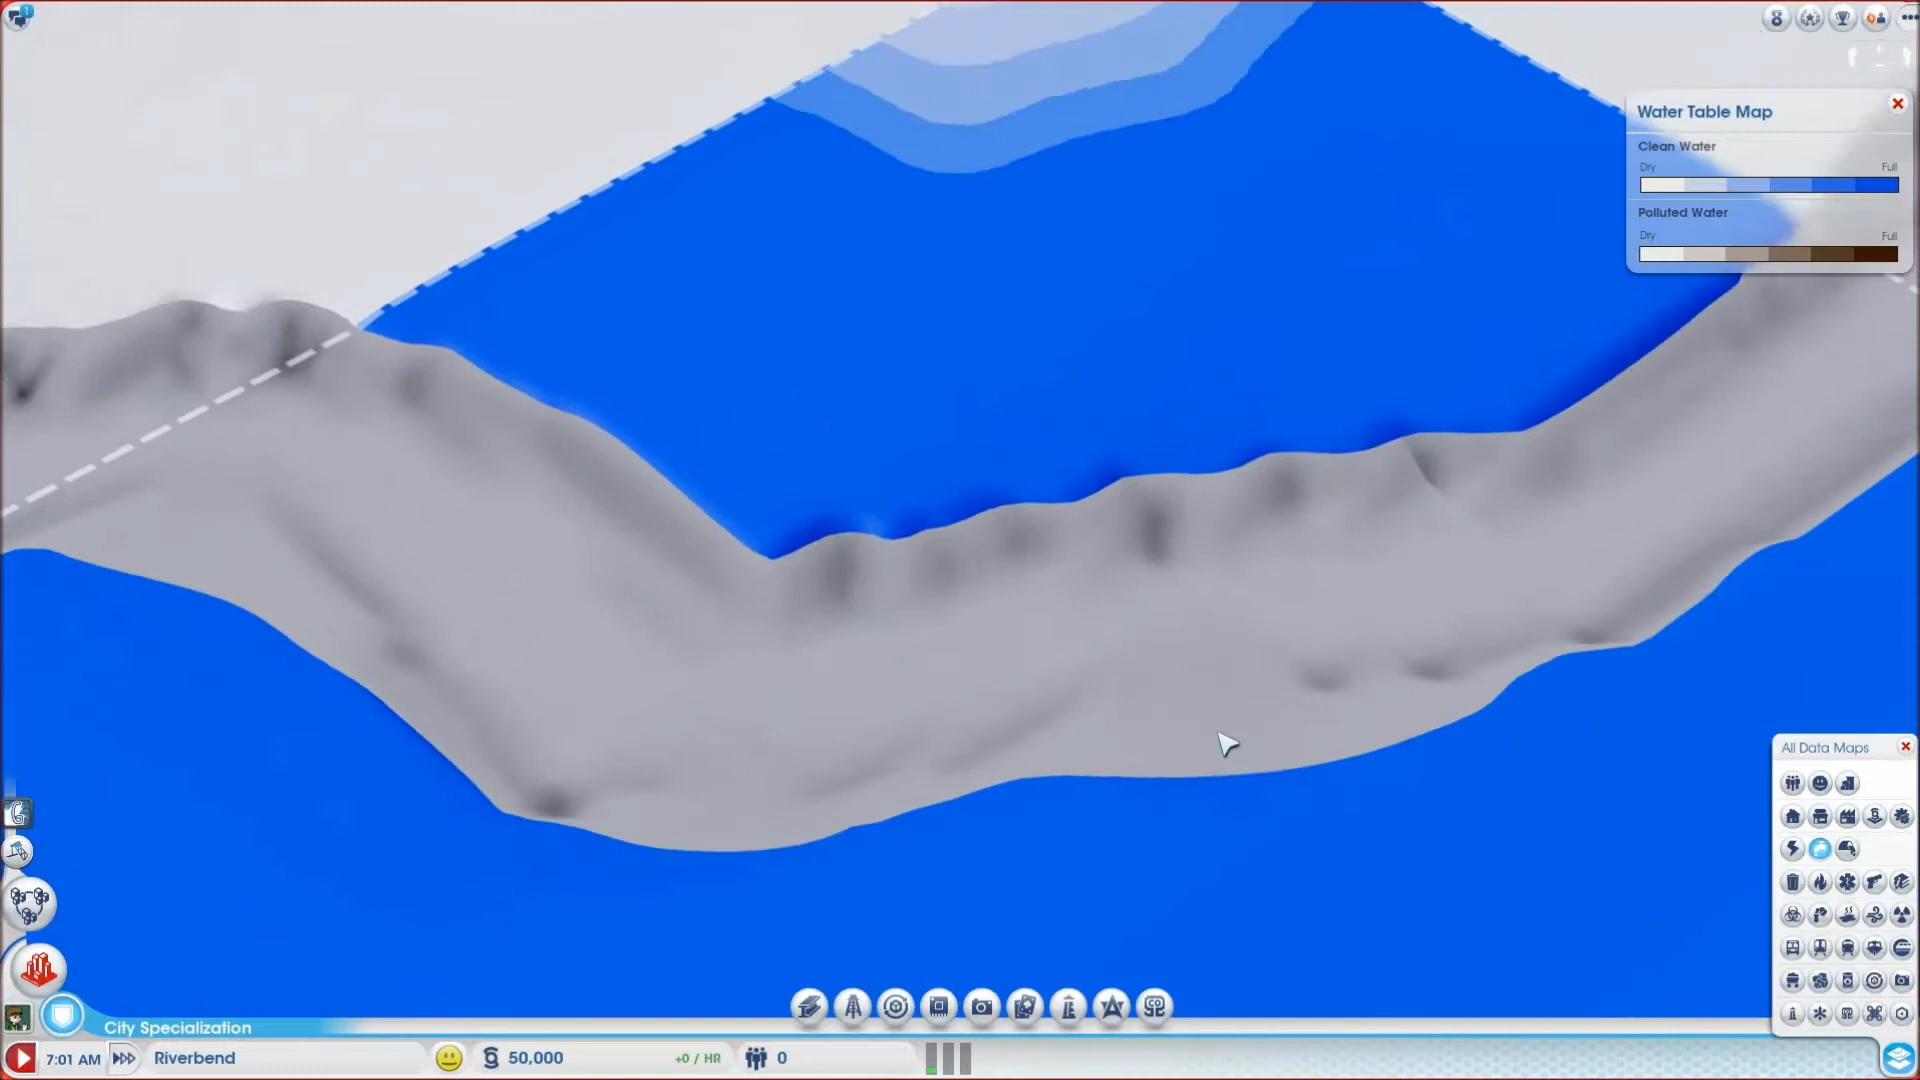 1
Water Table Map
Clean Water
Dry Full
Polluted Water
Dry Full
All Data Maps
City Specialization
7:01 AM Riverbend 50,000 +0 / HR 0